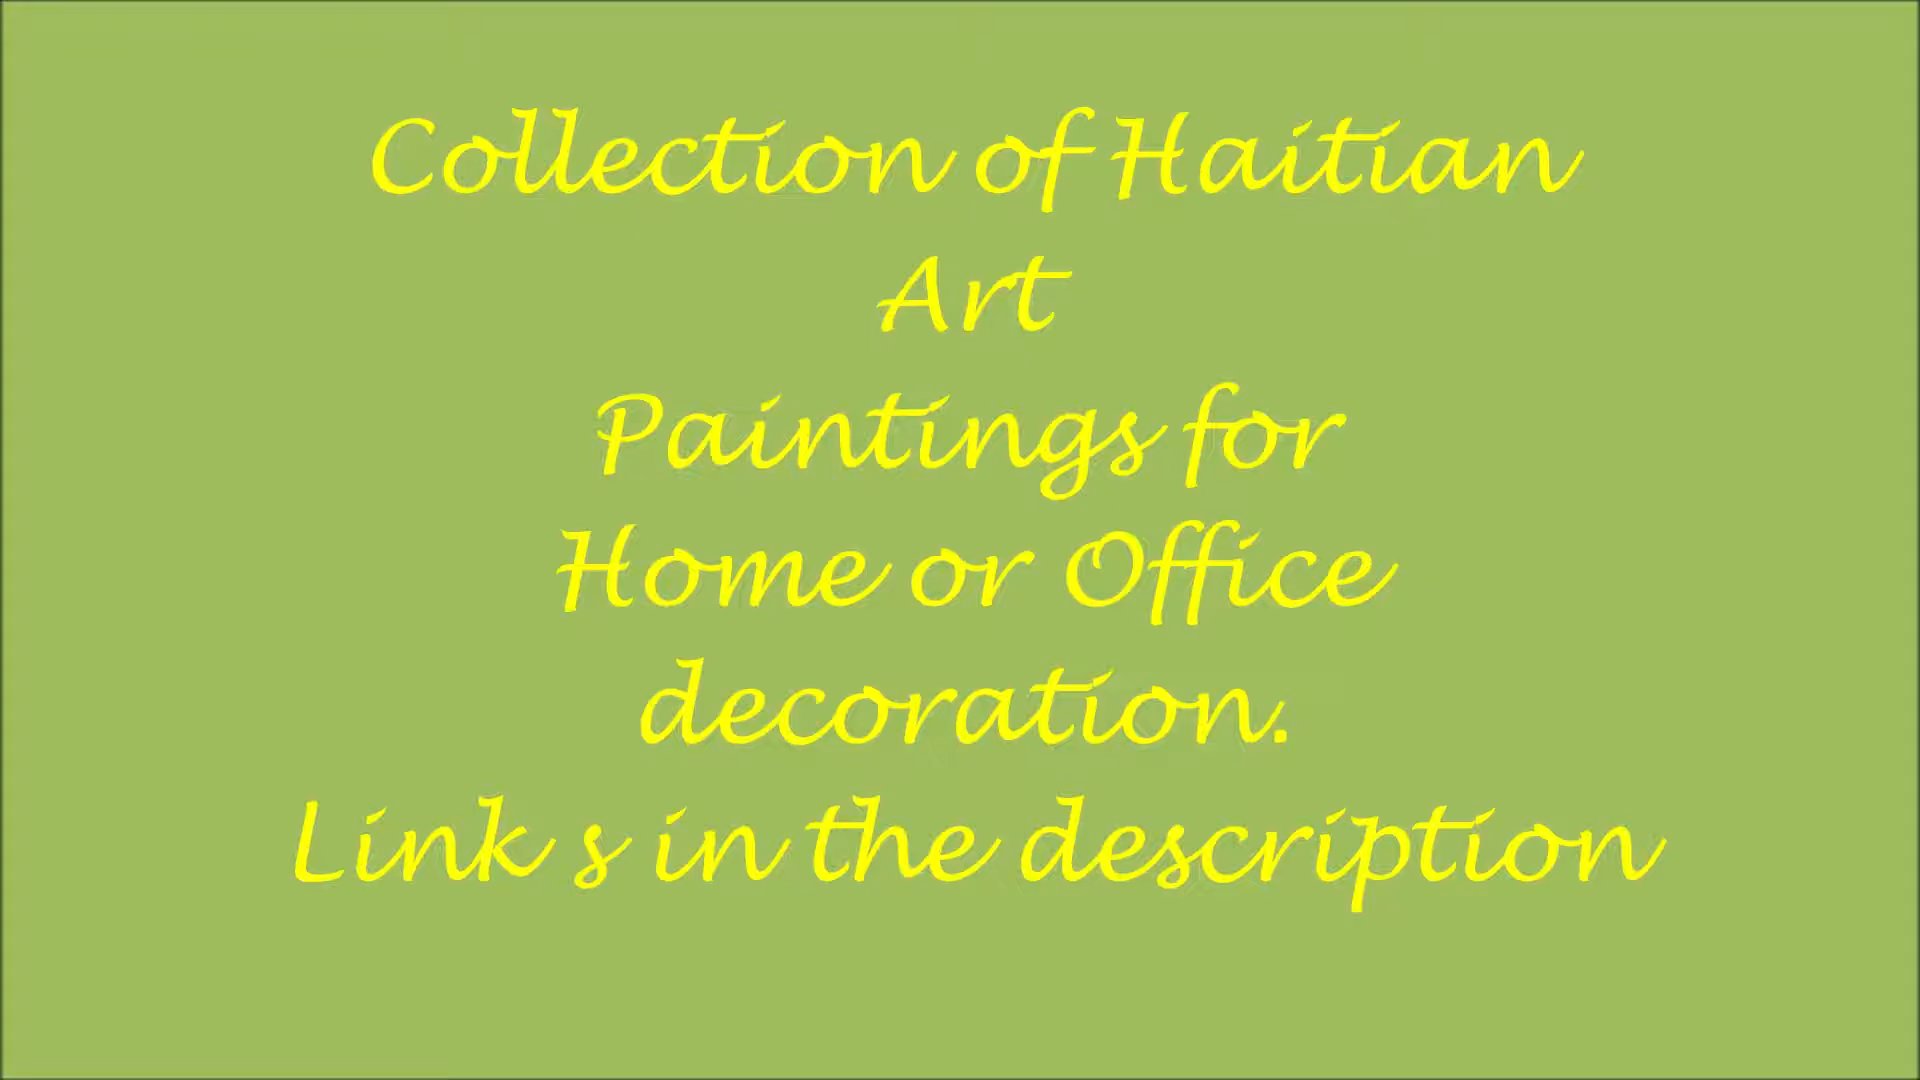 Collection of Haitian
Art
Paintings for
Home or Office
decoration.
Link s in the description